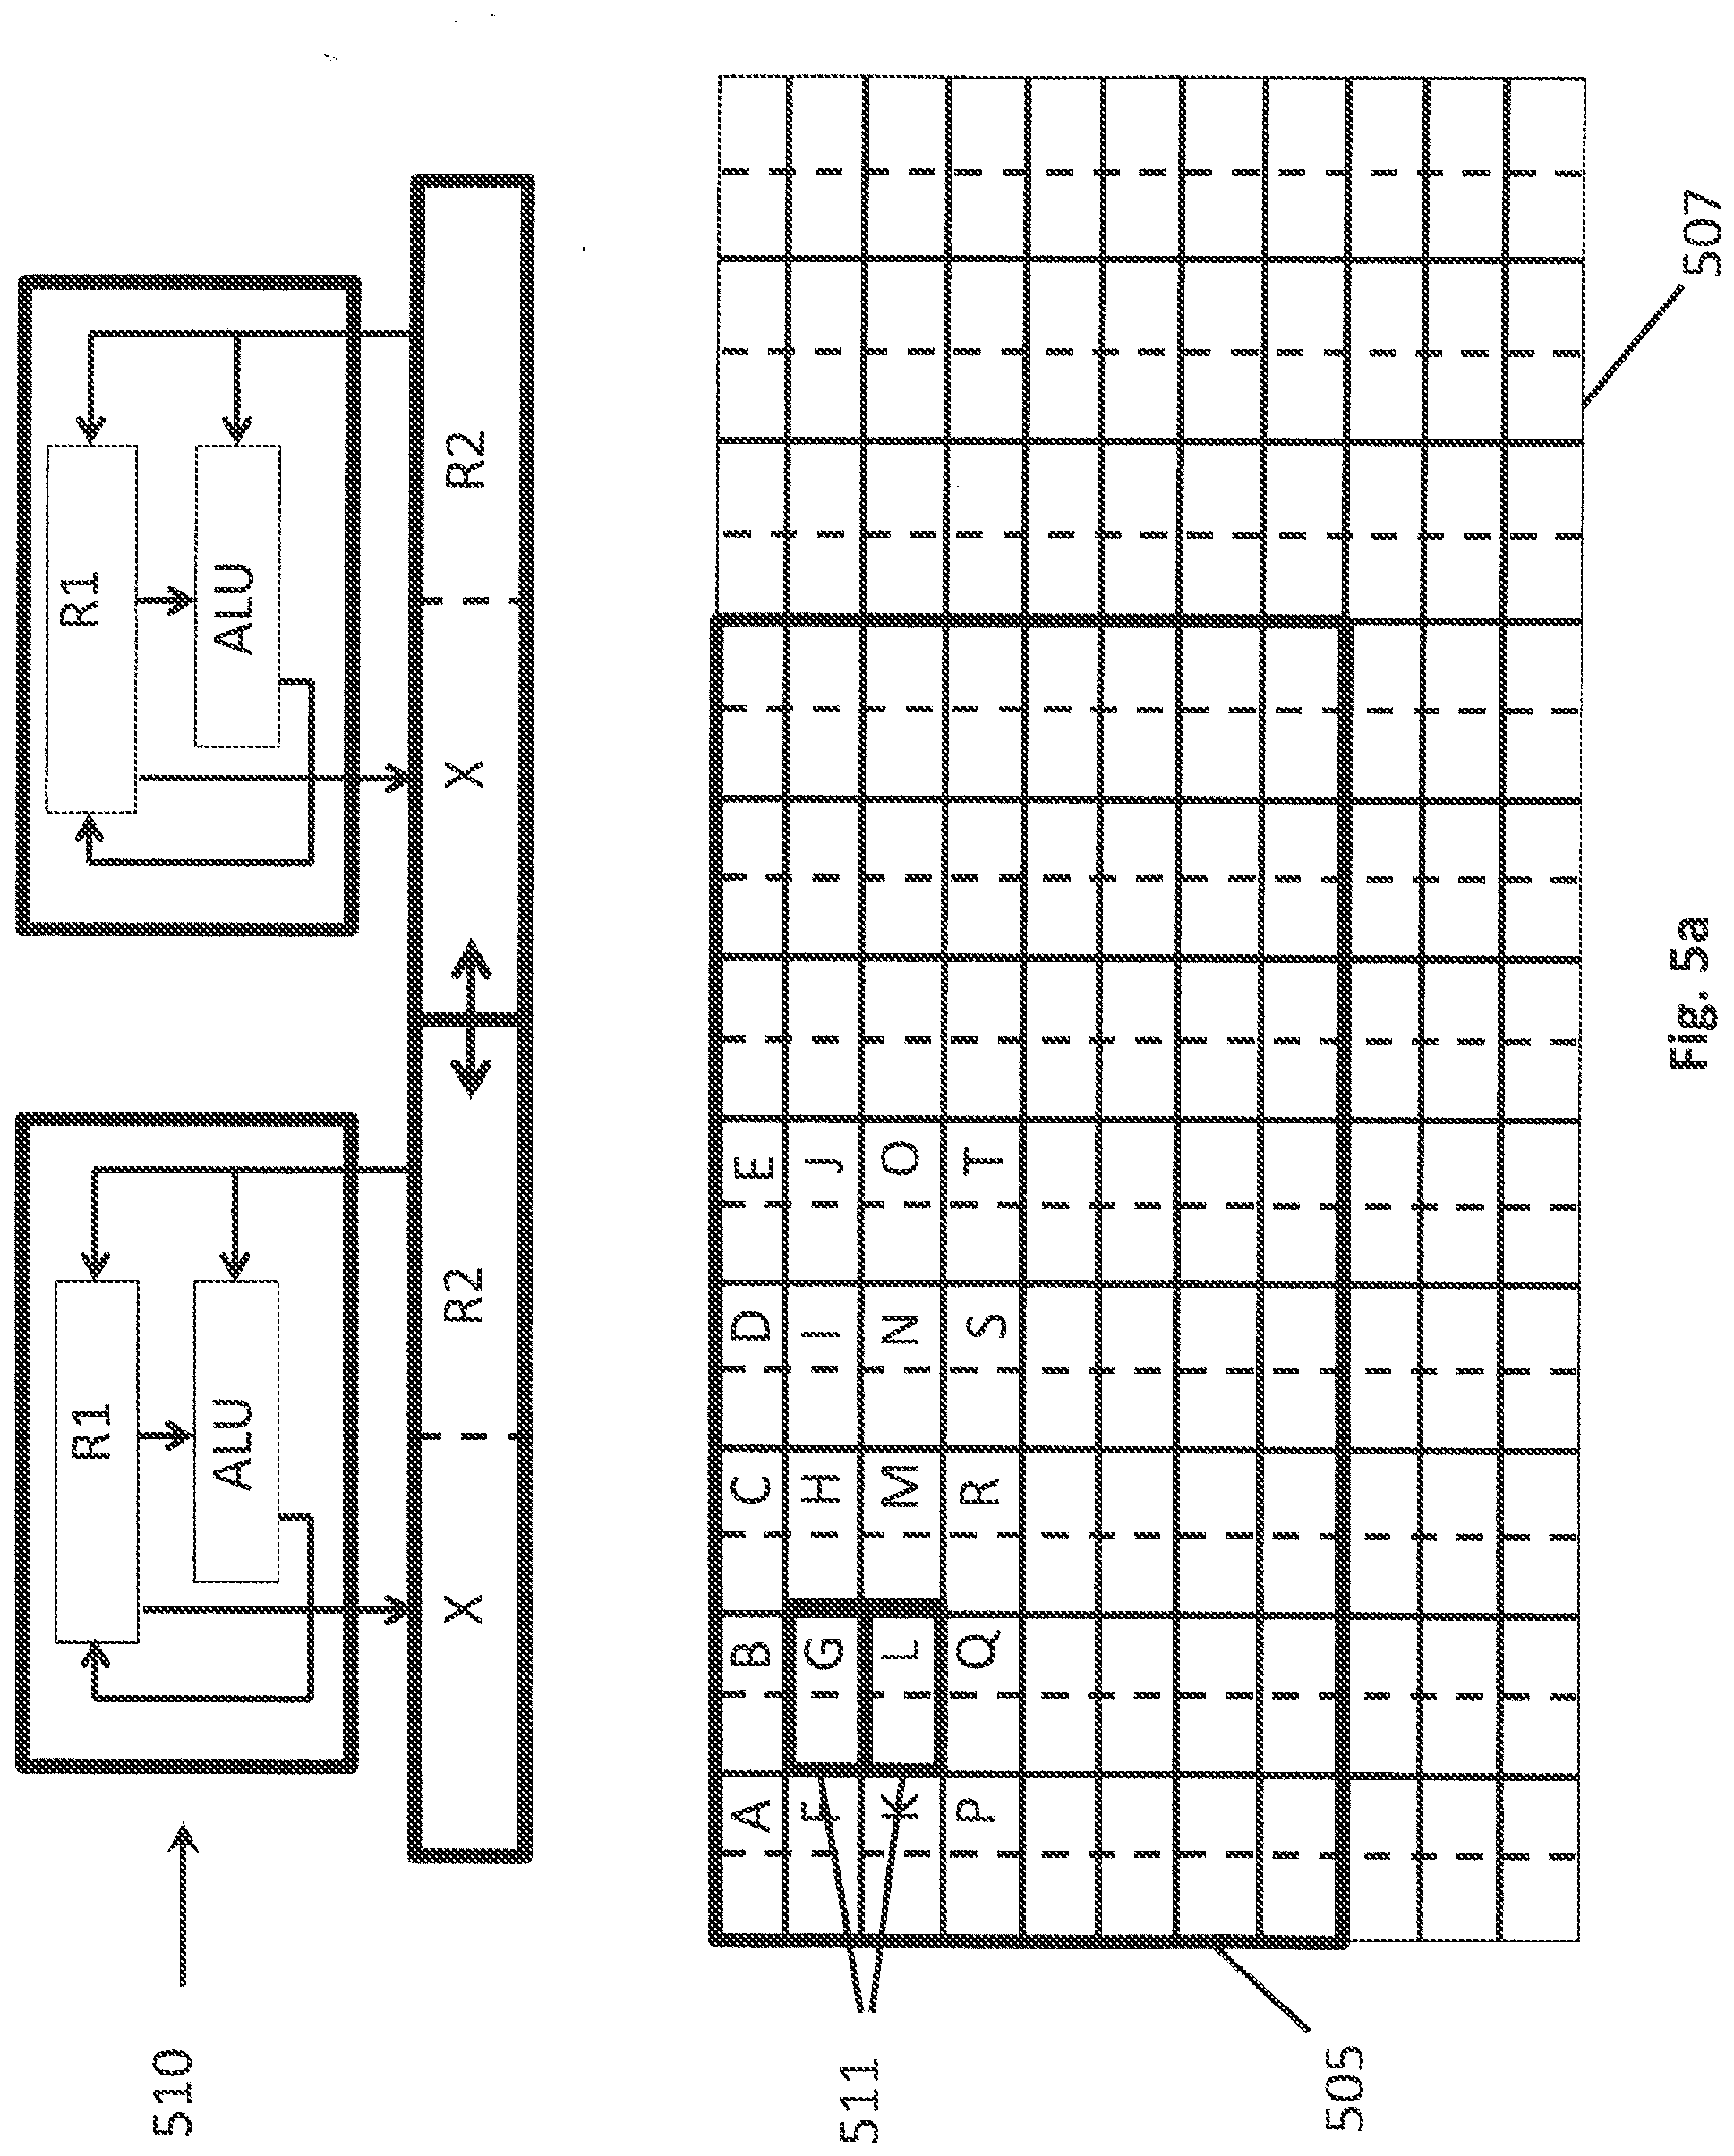 510
R1 R1
ALU ALU
X R2 X R2
A B C D E
F G H I J
511
K L M N O
P Q R S T
505
507
Fig. 5a